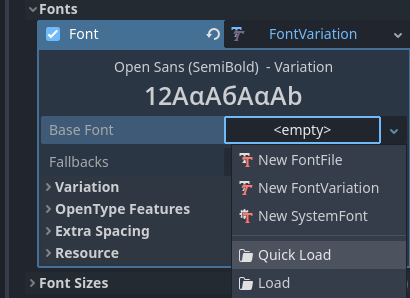 Fonts
Font FontVariation
Open Sans (SemiBold) - Variation
12AɑAбAαAb
Base Font <empty>
Fallbacks
New FontFile
Variation
New FontVariation
OpenType Features
New SystemFont
Extra Spacing
Resource
Quick Load
Font Sizes
Load